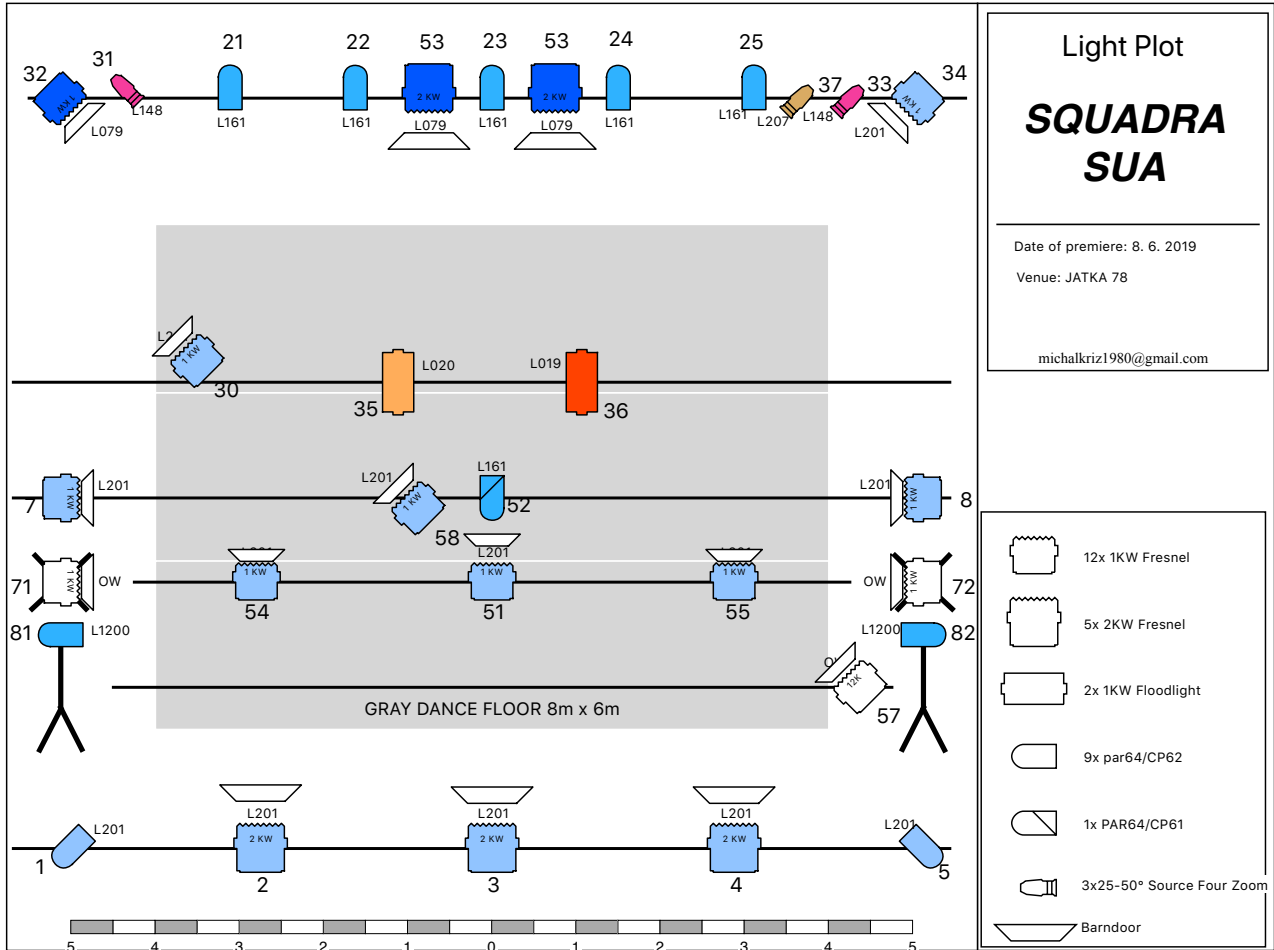 Light Plot
SQUADRA
SUA
Date of premiere: 8. 6. 2019
Venue: JATKA 78
michalkriz1980@gmail.com
32
31
21
22
53
23
53
24
25
37
33
34
1 KW
2 KW
2 KW
1 KW
L079
L148
L161
L161
L079
L161
L079
L161
L161
L207
L148
L201
1 KW
30
L020
35
L019
36
7
1 KW
L201
L201
1 KW
58
L161
52
L201
1 KW
8
71
1 KW
OW
1 KW
54
L201
1 KW
51
1 KW
55
OW
1 KW
72
81
L1200
L1200
82
12K
57
GRAY DANCE FLOOR 8m x 6m
L201
1
L201
2 KW
2
L201
2 KW
3
L201
2 KW
4
L201
5
5 4 3 2 1 0 1 2 3 4 5
12x 1KW Fresnel
5x 2KW Fresnel
2x 1KW Floodlight
9x par64/CP62
1x PAR64/CP61
3x25-50° Source Four Zoom
Barndoor